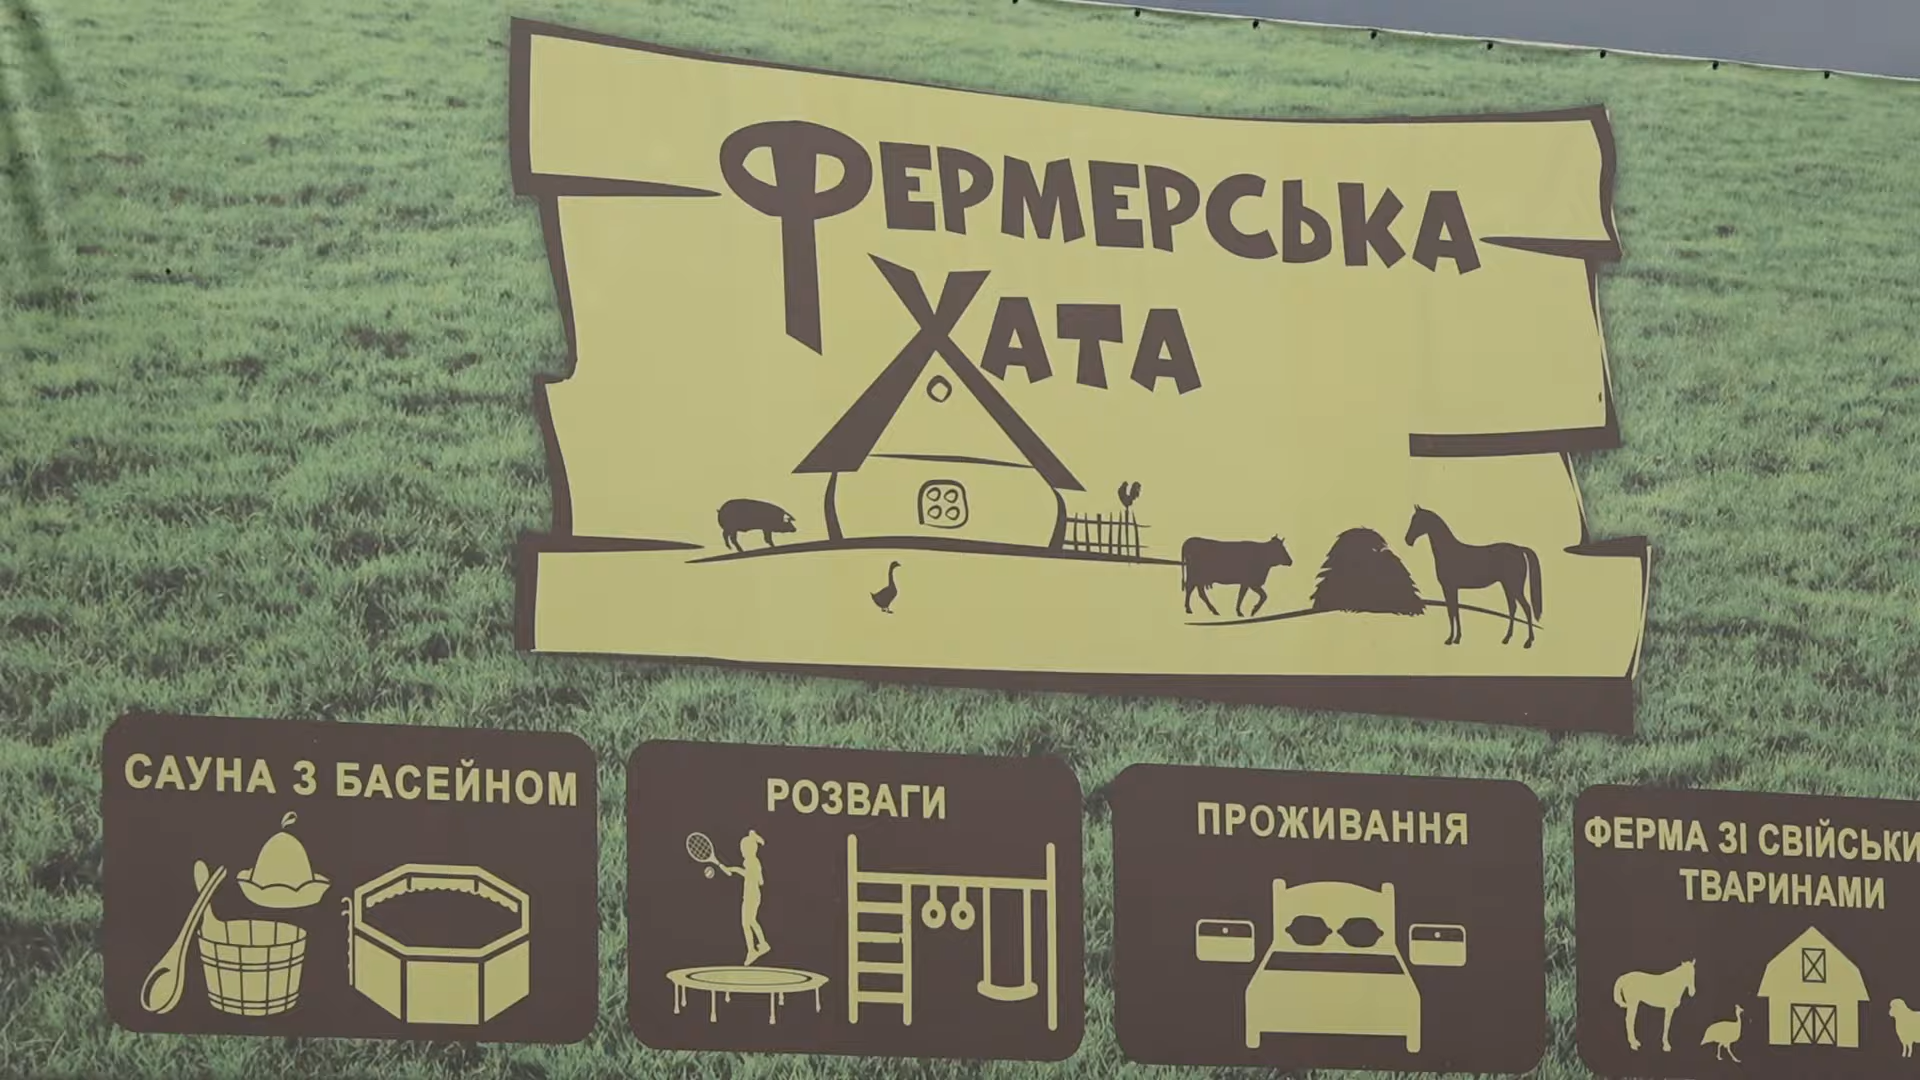 ФЕРМЕРСЬКА
ХАТА
САУНА З БАСЕЙНОМ
РОЗВАГИ
ПРОЖИВАННЯ
ФЕРМА ЗІ СВІЙСЬКИ
ТВАРИНАМИ